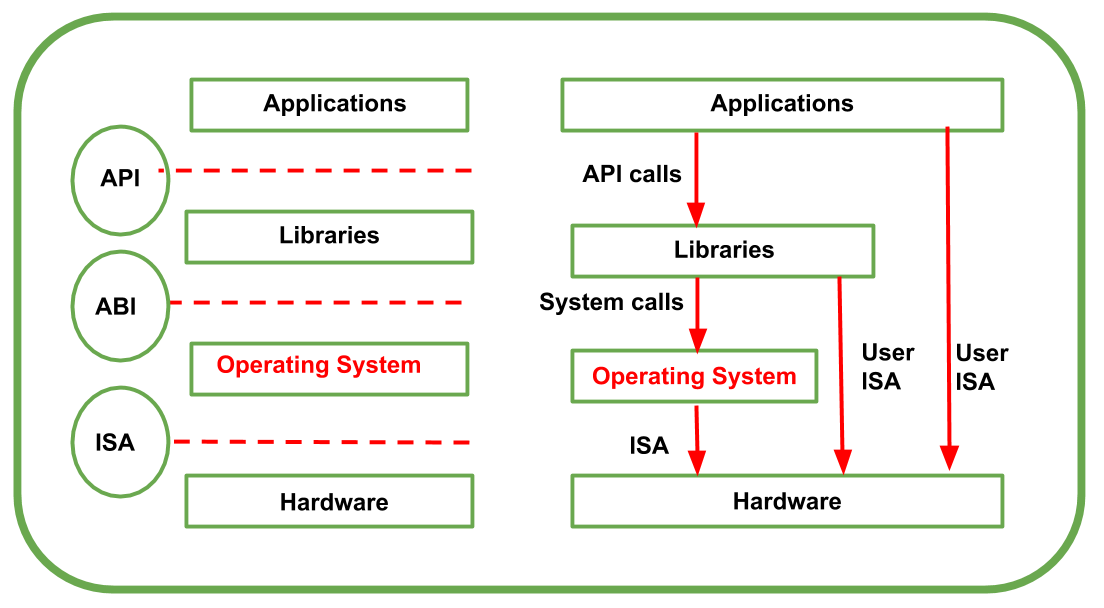 Applications
API
Libraries
ABI
Operating System
ISA
Hardware
Applications
API calls
Libraries
System calls
User
ISA
User
ISA
Operating System
ISA
Hardware